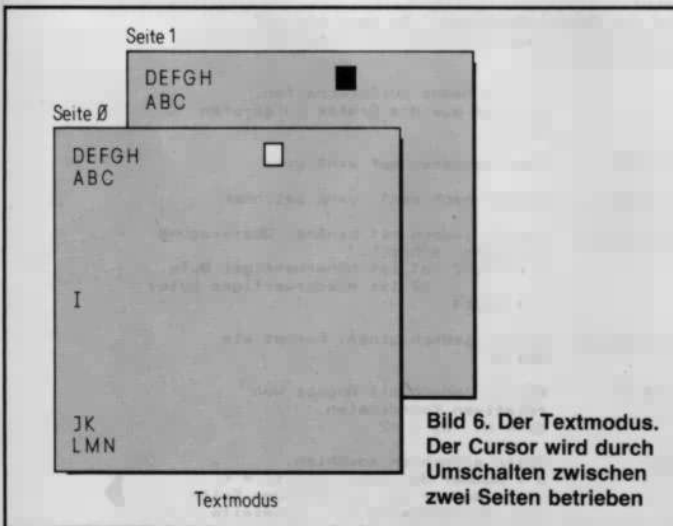 Seite 1
DEFGH
ABC
Seite Ø
DEFGH
ABC
I
JK
LMN
Textmodus
Bild 6. Der Textmodus.
Der Cursor wird durch
Umschalten zwischen
zwei Seiten betrieben